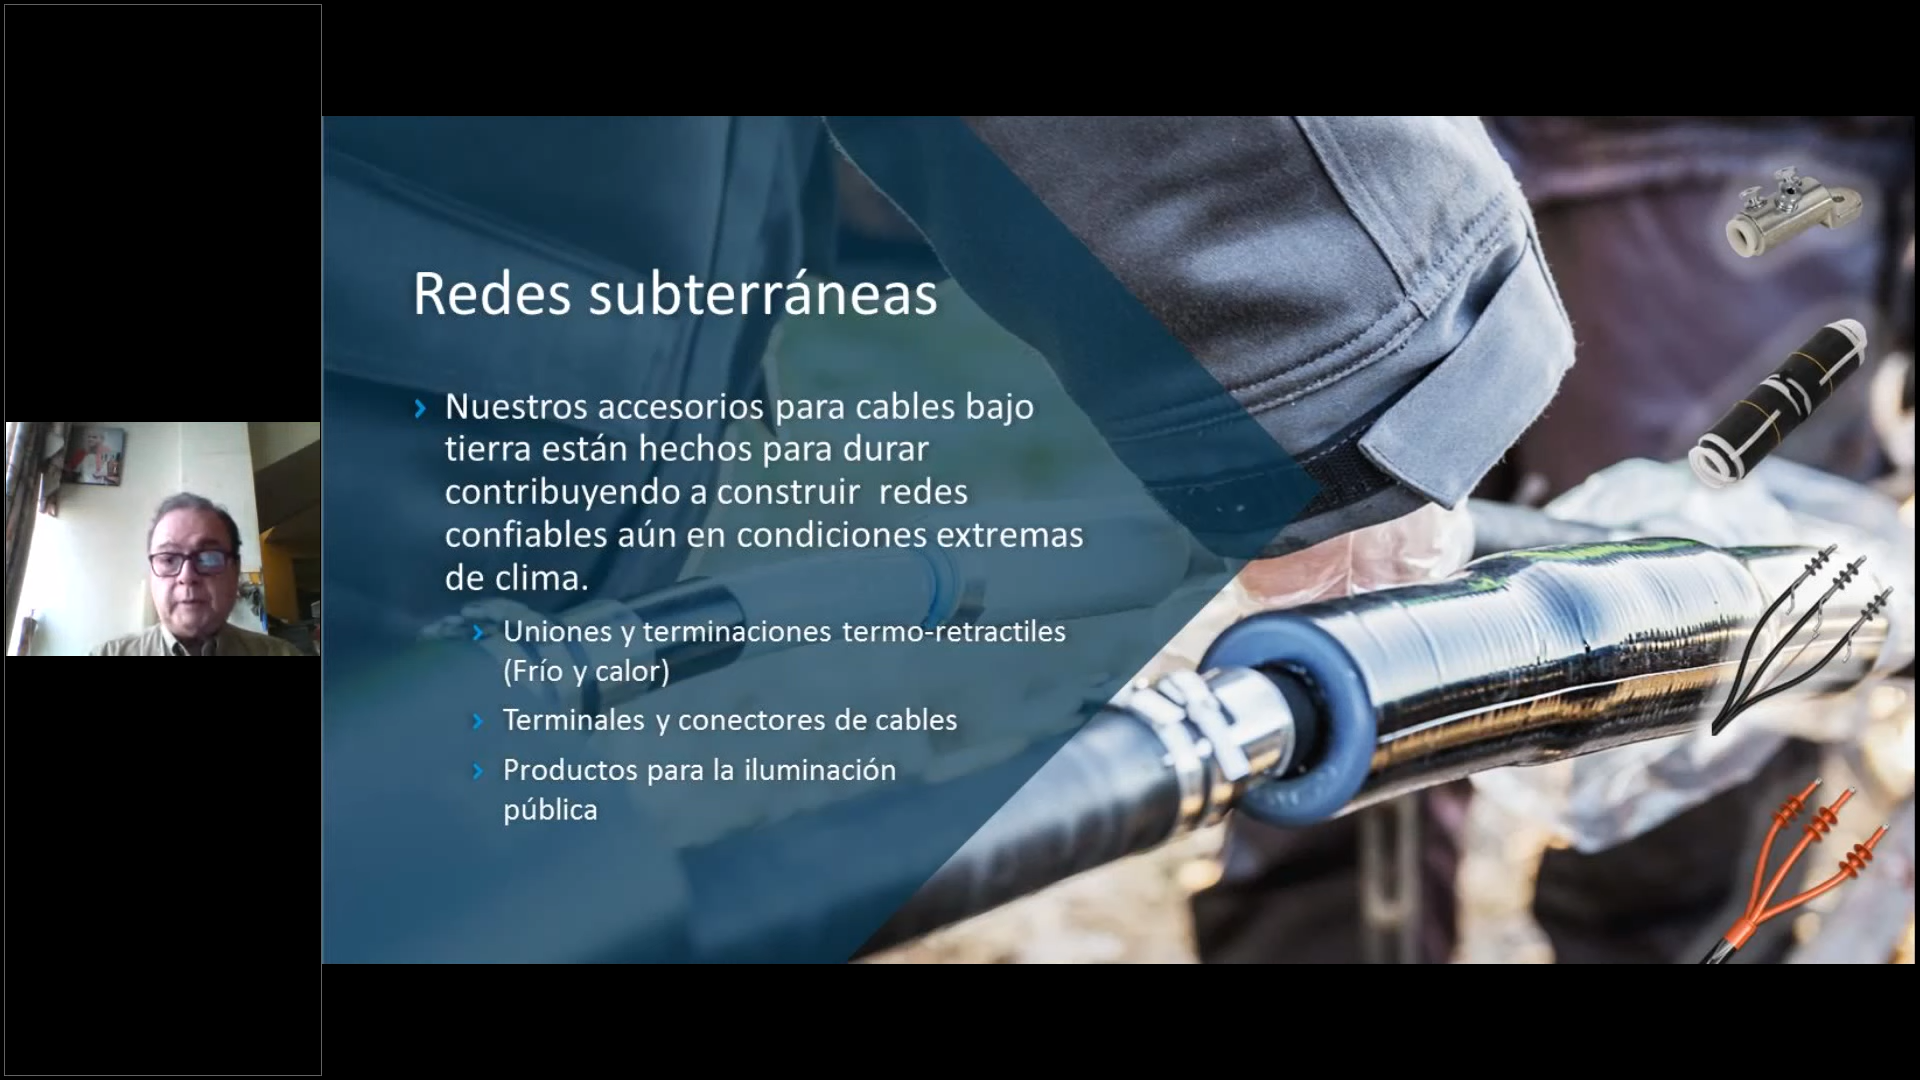 Redes subterráneas
› Nuestros accesorios para cables bajo
tierra están hechos para durar
contribuyendo a construir redes
confiables aún en condiciones extremas
de clima.
› Uniones y terminaciones termo-retractiles
(Frío y calor)
› Terminales y conectores de cables
› Productos para la iluminación
pública